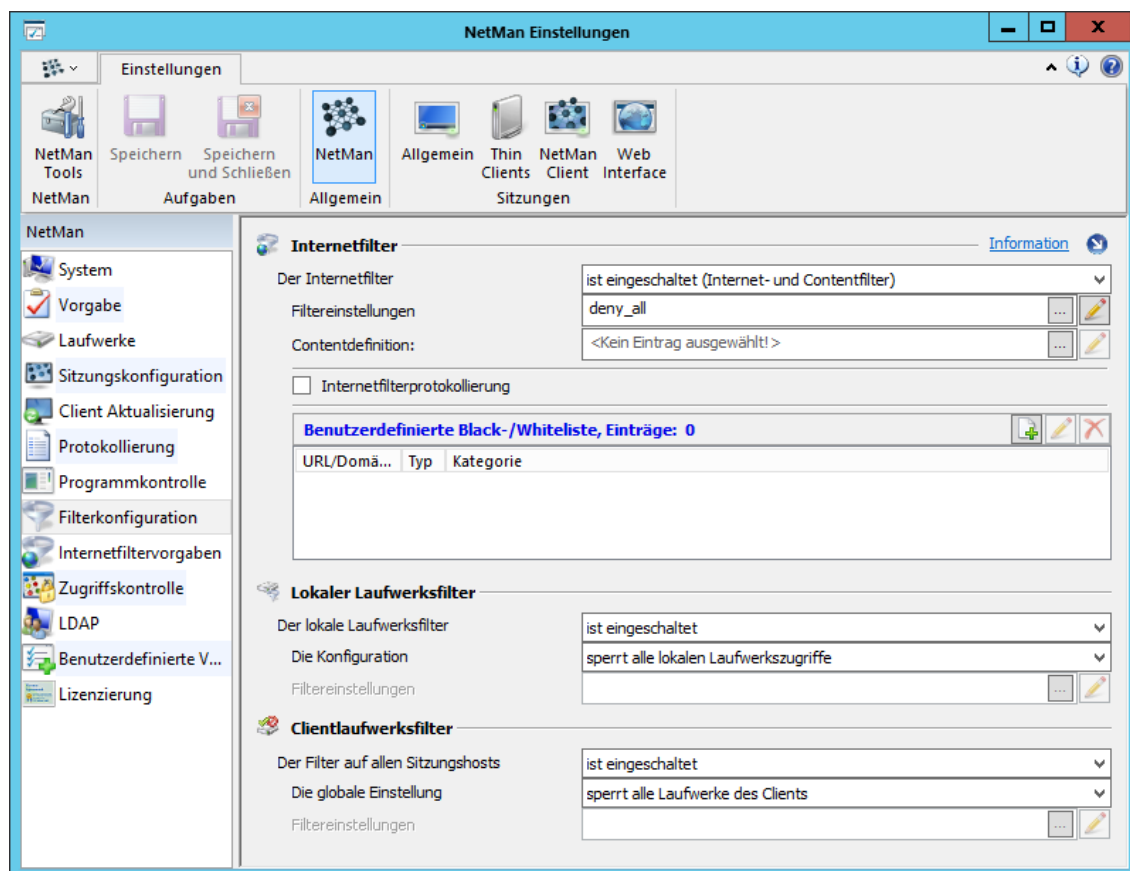 NetMan Einstellungen
Einstellungen
NetMan Tools
Speichern
Speichern und Schließen
NetMan
Allgemein
Thin Clients
NetMan Client
Web Interface
NetMan
Aufgaben
Allgemein
Sitzungen
NetMan
System
Vorgabe
Laufwerke
Sitzungskonfiguration
Client Aktualisierung
Protokollierung
Programmkontrolle
Filterkonfiguration
Internetfiltervorgaben
Zugriffskontrolle
LDAP
Benutzerdefinierte V...
Lizenzierung
Internetfilter
Information
Der Internetfilter
ist eingeschaltet (Internet- und Contentfilter)
Filtereinstellungen
deny_all
...
Contentdefinition:
<Kein Eintrag ausgewählt!>
...
Internetfilterprotokollierung
Benutzerdefinierte Black-/Whiteliste, Einträge: 0
URL/Domä... Typ Kategorie
Lokaler Laufwerksfilter
Der lokale Laufwerksfilter
ist eingeschaltet
Die Konfiguration
sperrt alle lokalen Laufwerkszugriffe
Filtereinstellungen
...
Clientlaufwerksfilter
Der Filter auf allen Sitzungshosts
ist eingeschaltet
Die globale Einstellung
sperrt alle Laufwerke des Clients
Filtereinstellungen
...